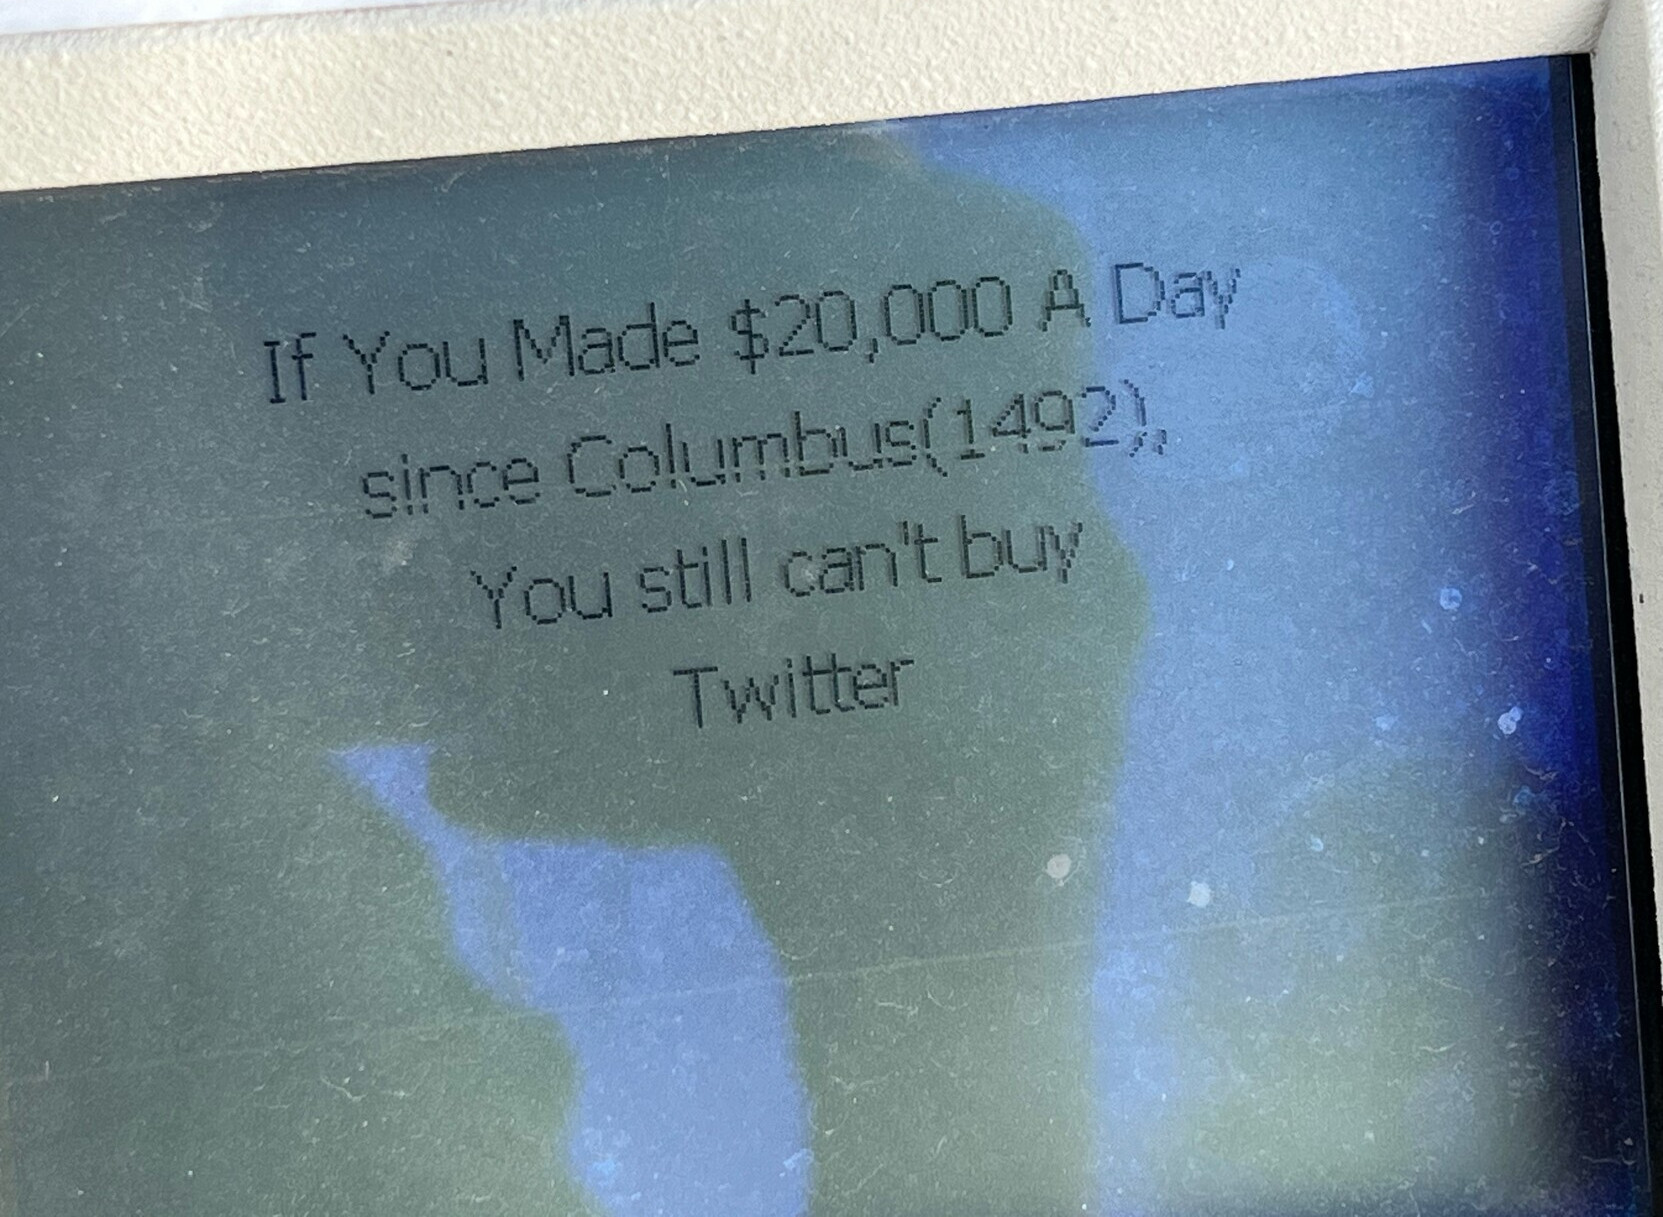 If You Made $20,000 A Day
since Columbus(1492),
You still can't buy
Twitter